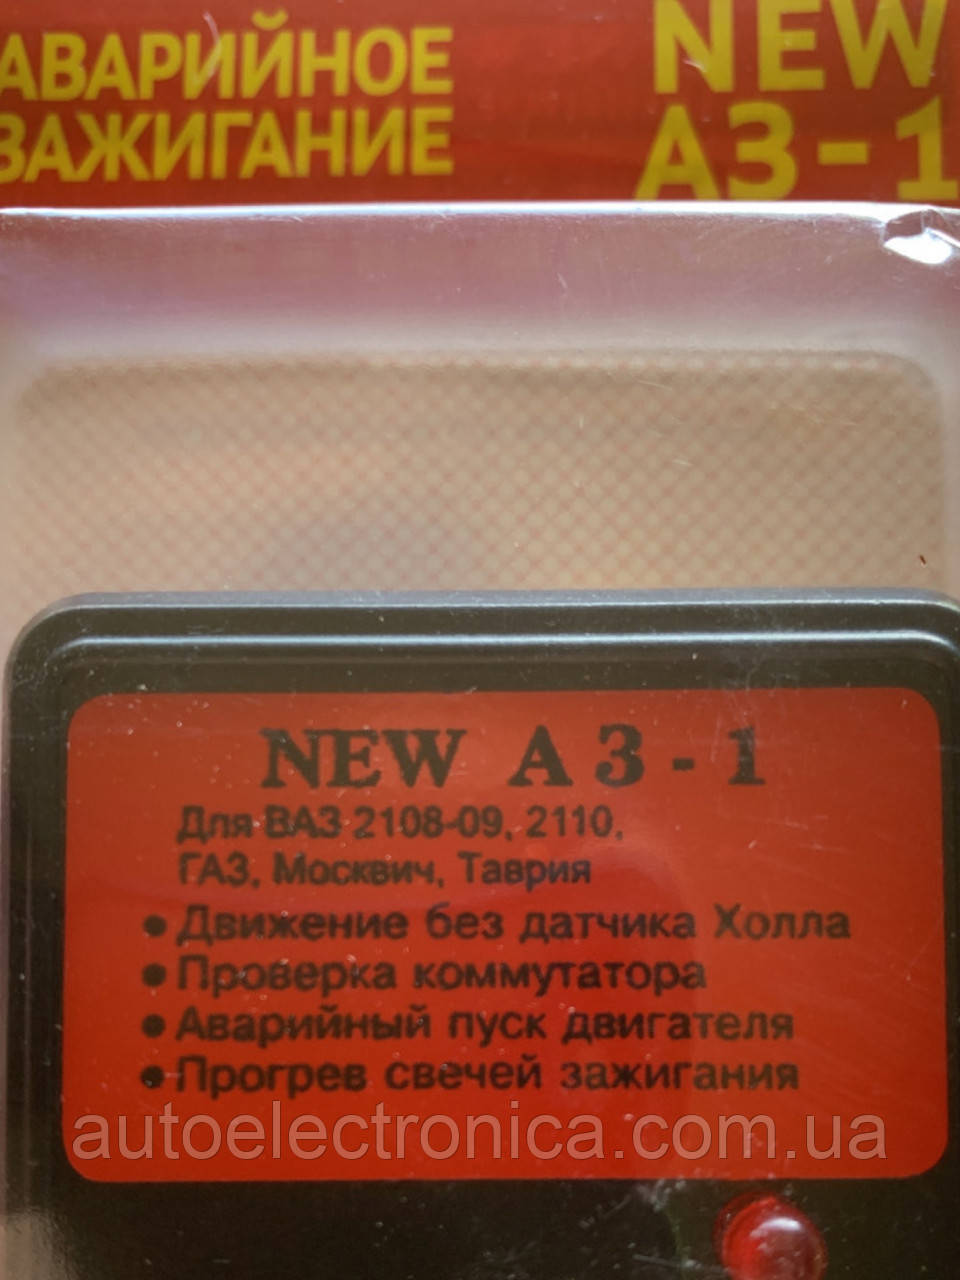 АВАРИЙНОЕ
ЗАЖИГАНИЕ
NEW
АЗ-1
NEW АЗ-1
Для ВАЗ 2108-09, 2110,
ГАЗ, Москвич, Таврия
• Движение без датчика Холла
• Проверка коммутатора
• Аварийный пуск двигателя
• Прогрев свечей зажигания
autoelectronica.com.ua